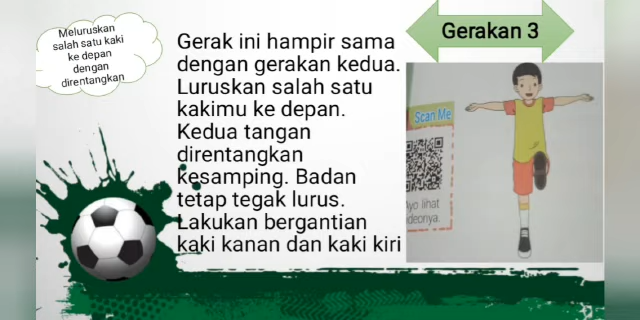 Meluruskan
salah satu kaki
ke depan
dengan
direntangkan
Gerak ini hampir sama
dengan gerakan kedua.
Luruskan salah satu
kakimu ke depan.
Kedua tangan
direntangkan
kesamping. Badan
tetap tegak lurus.
Lakukan bergantian
kaki kanan dan kaki kiri
Gerakan 3
Scan Me
Ayo lihat